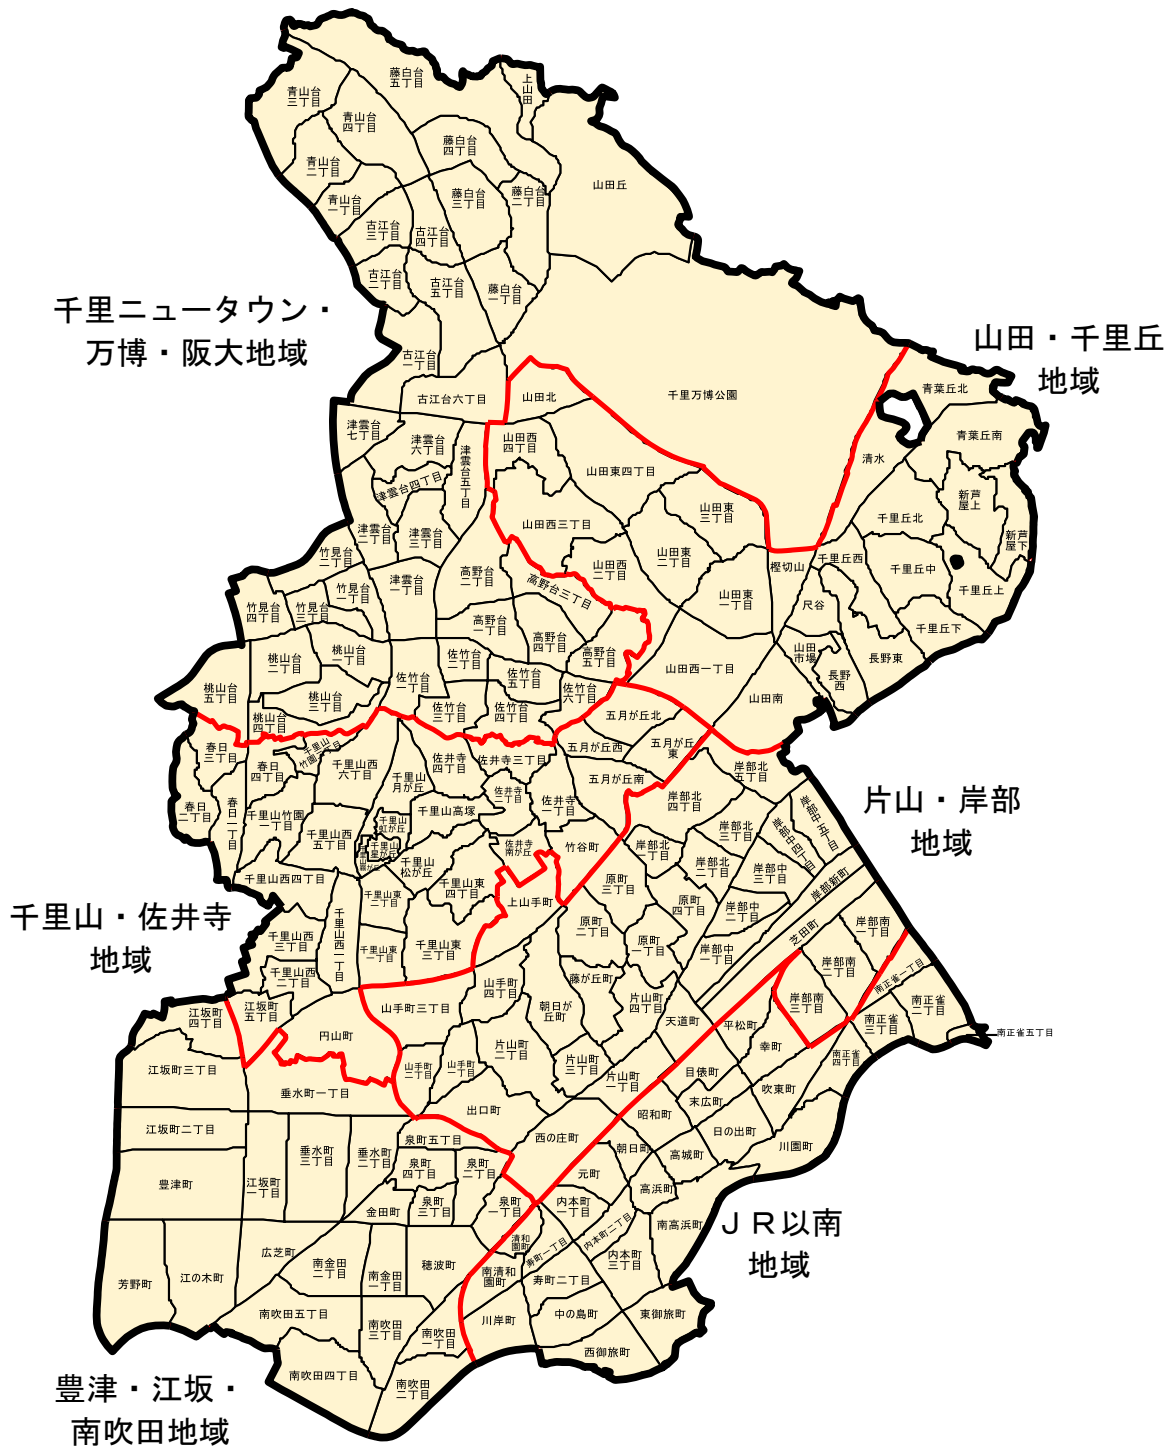 藤白台
五丁目
上山田
青山台
三丁目
青山台
四丁目
藤白台
四丁目
青山台
二丁目
山田丘
藤白台
三丁目
藤白台
二丁目
青山台
一丁目
古江台
三丁目
古江台
四丁目
古江台
二丁目
古江台
五丁目
藤白台
一丁目
千里ニュータウン・
万博・阪大地域
山田・千里丘
地域
古江台
一丁目
古江台六丁目
山田北
千里万博公園
青葉丘北
青葉丘南
津雲台
七丁目
津雲台
六丁目
津雲台五丁目
山田西
四丁目
山田東四丁目
清水
津雲台四丁目
新芦
屋上
山田東
三丁目
千里丘北
津雲台
二丁目
津雲台
三丁目
山田西三丁目
新芦
屋下
竹見台
二丁目
山田東
二丁目
千里丘西
樫切山
千里丘中
高野台
二丁目
山田西
二丁目
津雲台
一丁目
竹見台
一丁目
高野台三丁目
山田東
一丁目
尺谷
千里丘上
竹見台
四丁目
竹見台
三丁目
高野台
一丁目
高野台
四丁目
千里丘下
桃山台
一丁目
桃山台
二丁目
佐竹台
二丁目
高野台
五丁目
山田
市場
長野東
山田西一丁目
長野
西
佐竹台
一丁目
佐竹台
五丁目
佐竹台
六丁目
桃山台
五丁目
桃山台
三丁目
山田南
桃山台
四丁目
佐竹台
三丁目
佐竹台
四丁目
五月が丘北
春日
三丁目
千里山
竹園二丁目
五月が丘西
五月が丘
東
春日
四丁目
千里山西
六丁目
千里山
月が丘
佐井寺
四丁目
佐井寺三丁目
五月が丘南
岸部北
五丁目
春日
二丁目
春日一丁目
千里山竹園
一丁目
佐井寺
二丁目
佐井寺
一丁目
岸部北
四丁目
岸部中五丁目
片山・岸部
地域
千里山高塚
千里山
虹が丘
千里山西
五丁目
千里山
星が丘
佐井寺
南が丘
竹谷町
岸部北
一丁目
岸部北
三丁目
岸部中四丁目
岸部北
二丁目
岸部中
三丁目
千里山
松が丘
千里山西四丁目
千里山東
四丁目
原町
三丁目
岸部新町
千里山東
二丁目
上山手町
原町
四丁目
岸部中
二丁目
千里山・佐井寺
地域
千里山西一丁目
千里山西
三丁目
千里山東
一丁目
千里山東
三丁目
原町
二丁目
原町
一丁目
岸部中
一丁目
芝田町
岸部南
一丁目
千里山西
二丁目
藤が丘町
岸部南
二丁目
南正雀一丁目
山手町
四丁目
江坂町
四丁目
江坂町
五丁目
山手町三丁目
朝日が
丘町
片山町
四丁目
岸部南
三丁目
南正雀
二丁目
天道町
平松町
南正雀
三丁目
南正雀五丁目
円山町
片山町
二丁目
幸町
南正雀
四丁目
江坂町三丁目
山手町
二丁目
山手町
一丁目
片山町
三丁目
片山町
一丁目
目俵町
吹東町
垂水町一丁目
末広町
出口町
昭和町
江坂町二丁目
泉町五丁目
西の庄町
日の出町
垂水町
三丁目
垂水町
二丁目
朝日町
川園町
高城町
泉町
四丁目
泉町
二丁目
元町
豊津町
江坂町
一丁目
高浜町
泉町
三丁目
泉町
一丁目
内本町
一丁目
金田町
南高浜町
ＪＲ以南
地域
内本町二丁目
清和
園町
広芝町
寿町一丁目
内本町
三丁目
南金田
二丁目
穂波町
芳野町
江の木町
南金田
一丁目
南清和
園町
寿町二丁目
南吹田五丁目
川岸町
中の島町
東御旅町
南吹田
三丁目
南吹田
一丁目
西御旅町
豊津・江坂・
南吹田地域
南吹田四丁目
南吹田
二丁目